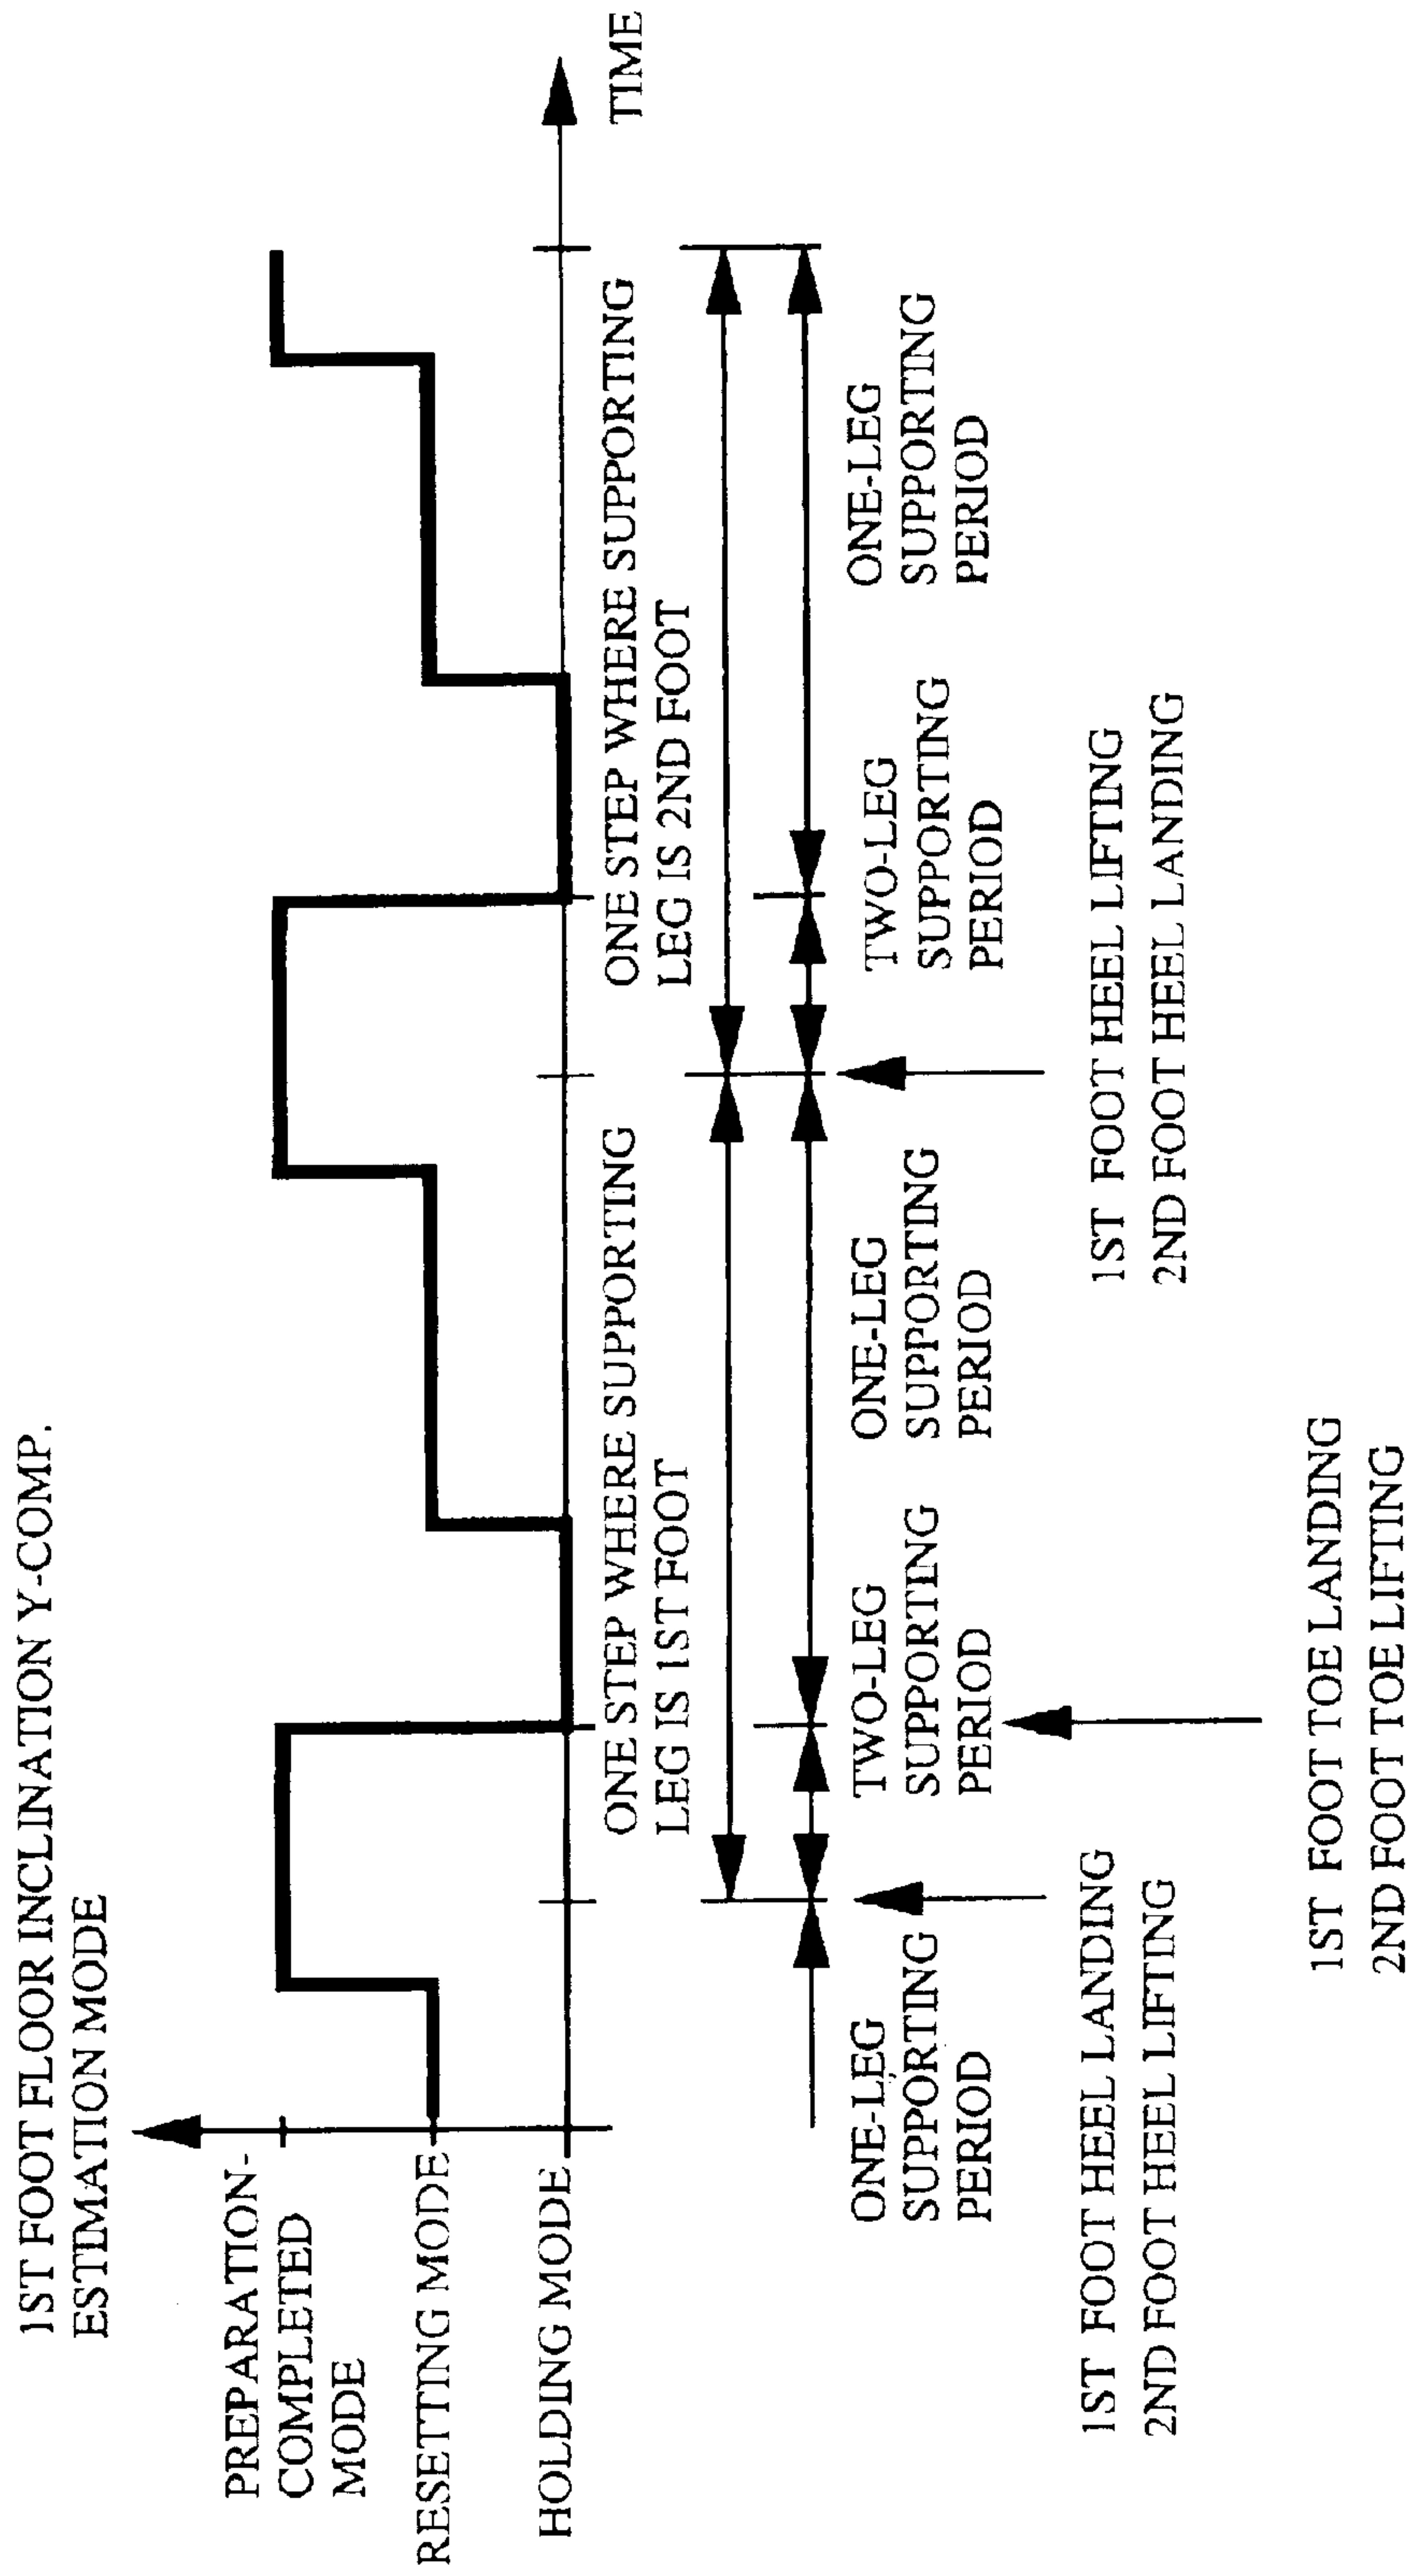 1ST FOOT FLOOR INCLINATION Y-COMP.
ESTIMATION MODE
PREPARATION-
COMPLETED
MODE
RESETTING MODE
HOLDING MODE
TIME
ONE STEP WHERE SUPPORTING
LEG IS 1ST FOOT
ONE STEP WHERE SUPPORTING
LEG IS 2ND FOOT
ONE-LEG
SUPPORTING
PERIOD
TWO-LEG
SUPPORTING
PERIOD
ONE-LEG
SUPPORTING
PERIOD
TWO-LEG
SUPPORTING
PERIOD
ONE-LEG
SUPPORTING
PERIOD
1ST FOOT HEEL LANDING
2ND FOOT HEEL LIFTING
1ST FOOT HEEL LIFTING
2ND FOOT HEEL LANDING
1ST FOOT TOE LANDING
2ND FOOT TOE LIFTING